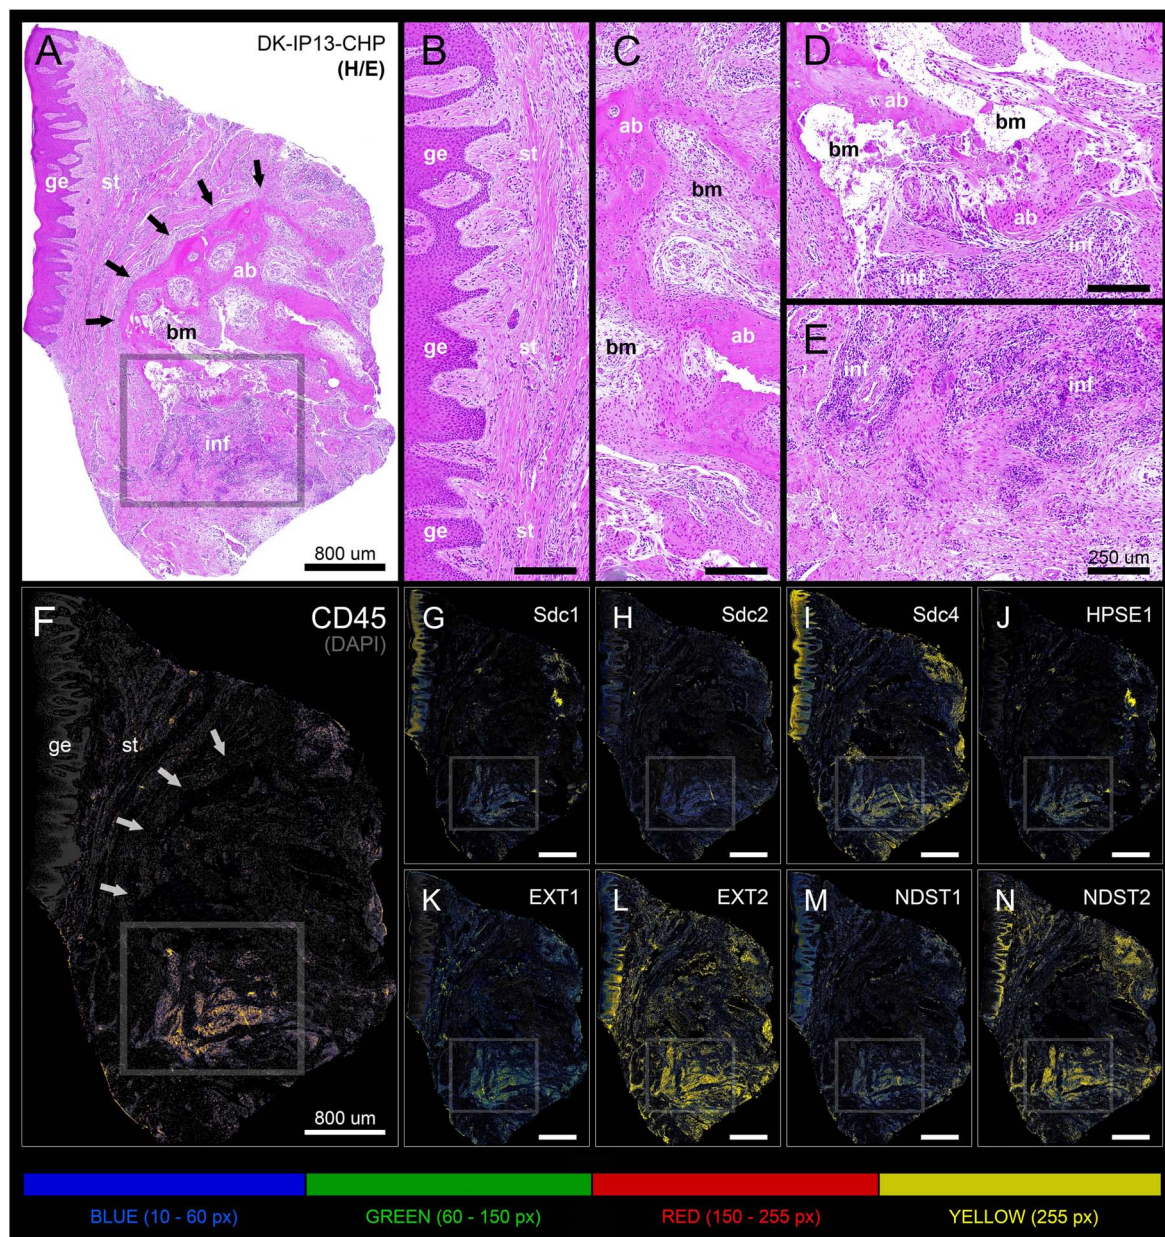 A
DK-IP13-CHP
(H/E)
ge
st
ab
bm
inf
800 um
B
ge
st
ge
st
ge
st
C
ab
bm
ab
bm
D
ab
bm
bm
ab
inf
inf
E
inf
inf
250 um
F
CD45
(DAPI)
ge
st
800 um
G
Sdc1
H
Sdc2
I
Sdc4
J
HPSE1
K
EXT1
L
EXT2
M
NDST1
N
NDST2
BLUE (10 - 60 px)
GREEN (60 - 150 px)
RED (150 - 255 px)
YELLOW (255 px)